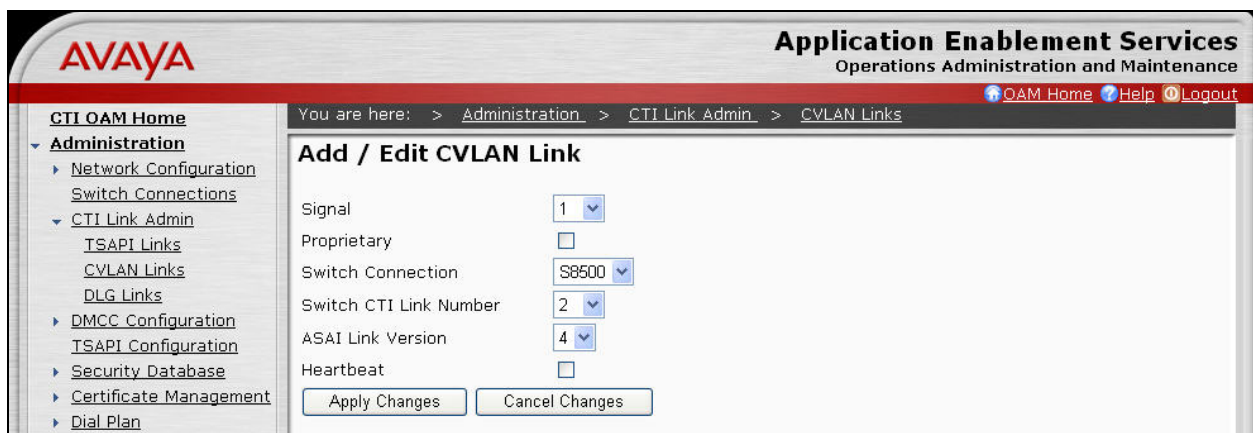 AVAYA
Application Enablement Services
Operations Administration and Maintenance
OAM Home Help Logout
CTI OAM Home
Administration
Network Configuration
Switch Connections
CTI Link Admin
TSAPI Links
CVLAN Links
DLG Links
DMCC Configuration
TSAPI Configuration
Security Database
Certificate Management
Dial Plan
You are here: > Administration > CTI Link Admin > CVLAN Links
Add / Edit CVLAN Link
Signal 1
Proprietary
Switch Connection S8500
Switch CTI Link Number 2
ASAI Link Version 4
Heartbeat
Apply Changes Cancel Changes